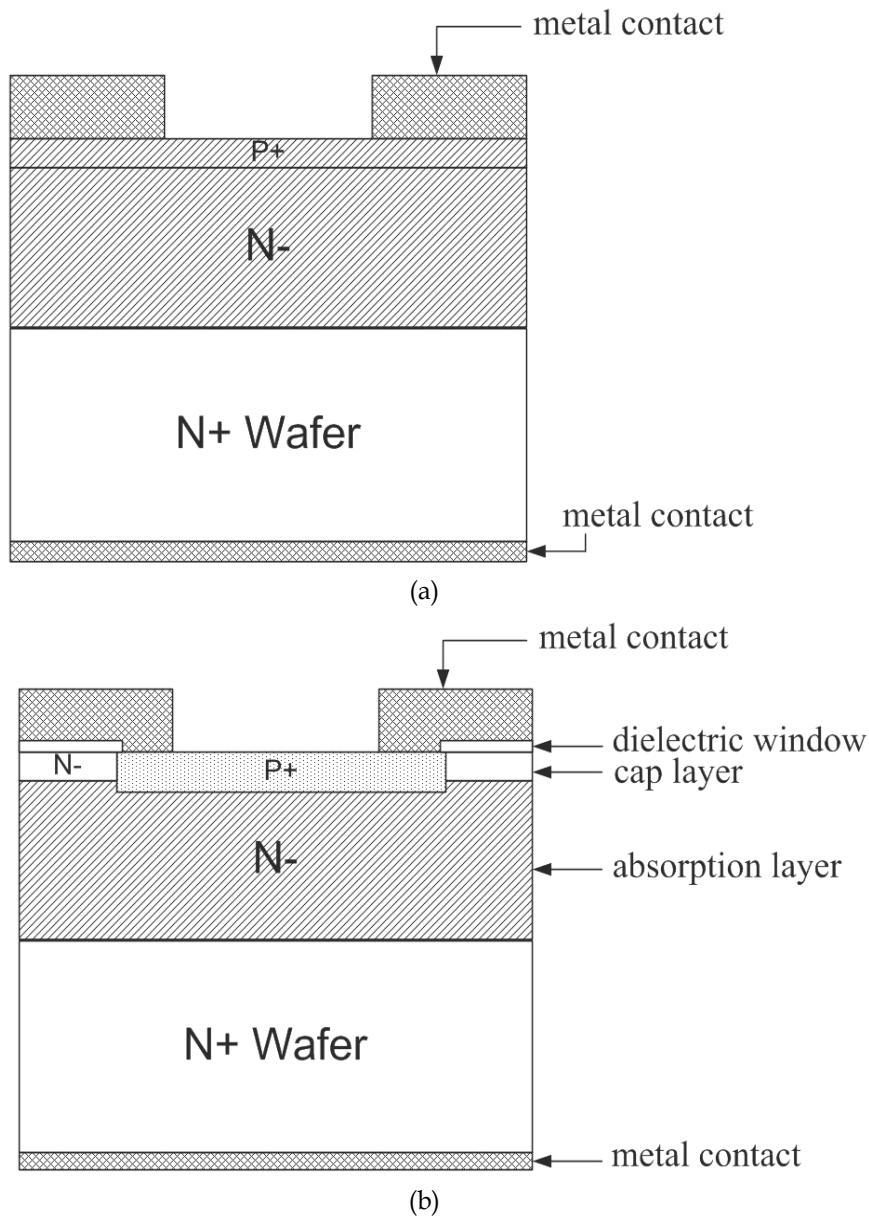 metal contact
P+
N-
N+ Wafer
metal contact
(a)
metal contact
dielectric window
N-
P+
cap layer
N-
absorption layer
N+ Wafer
metal contact
(b)